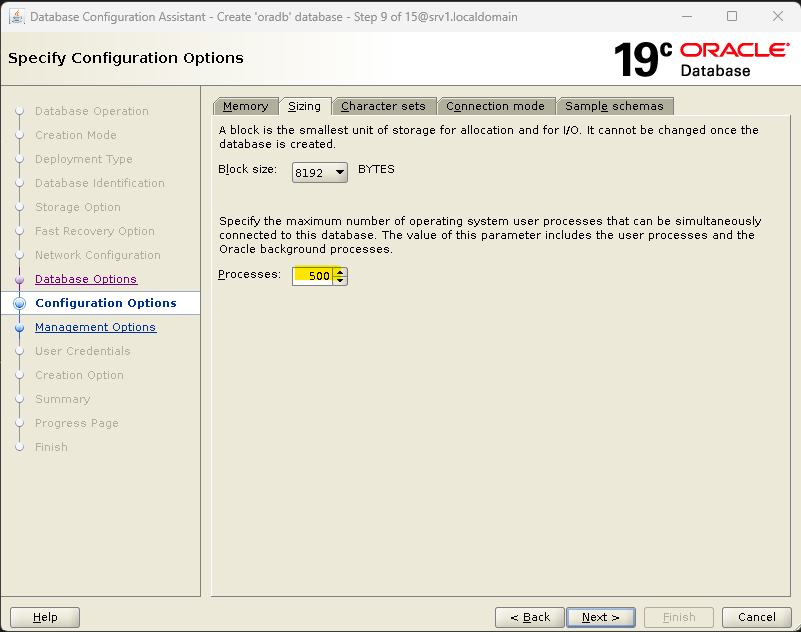 Database Configuration Assistant - Create 'oradb' database - Step 9 of 15@srv1.localdomain
Specify Configuration Options
19c ORACLE
Database
Database Operation
Creation Mode
Deployment Type
Database Identification
Storage Option
Fast Recovery Option
Network Configuration
Database Options
Configuration Options
Management Options
User Credentials
Creation Option
Summary
Progress Page
Finish
Memory Sizing Character sets Connection mode Sample schemas
A block is the smallest unit of storage for allocation and for I/O. It cannot be changed once the
database is created.
Block size: 8192 BYTES
Specify the maximum number of operating system user processes that can be simultaneously
connected to this database. The value of this parameter includes the user processes and the
Oracle background processes.
Processes: 500
Help < Back Next > Finish Cancel